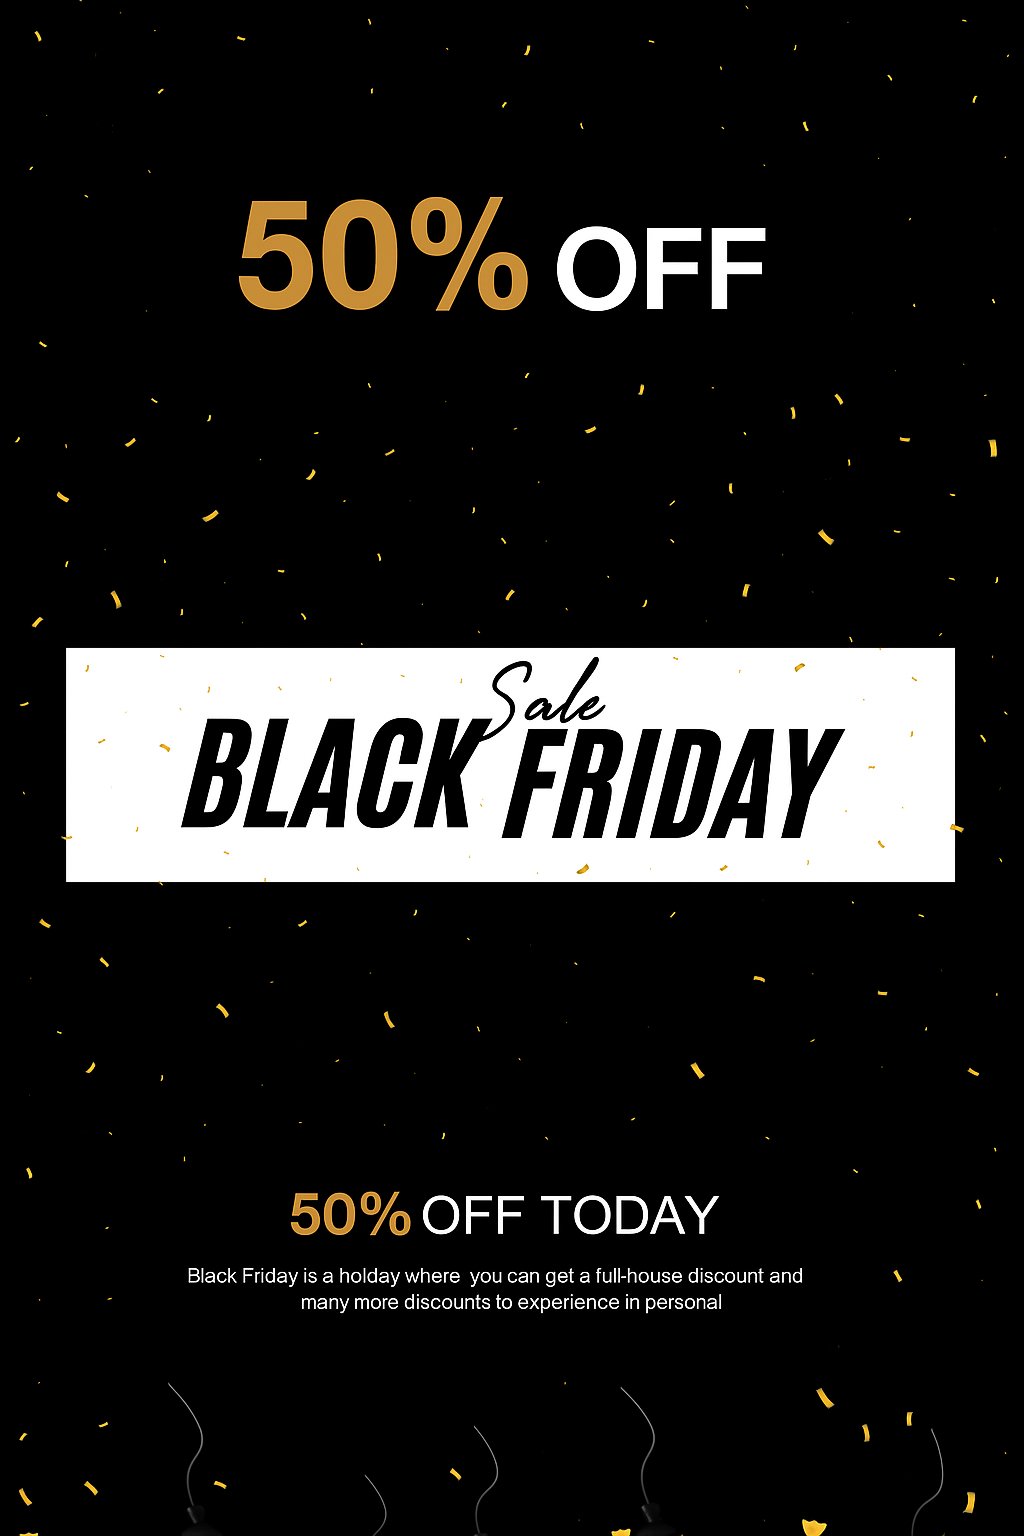 50% OFF
Sale
BLACK FRIDAY
50% OFF TODAY
Black Friday is a holday where  you can get a full-house discount and
many more discounts to experience in personal